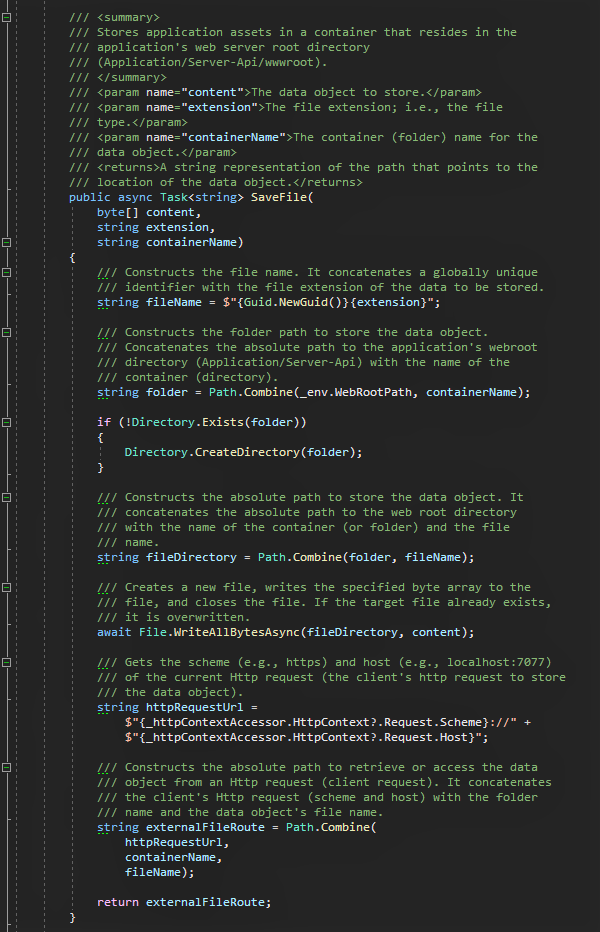 /// <summary>
/// Stores application assets in a container that resides in the
/// application's web server root directory
/// (Application/Server-Api/wwwroot).
/// </summary>
/// <param name="content">The data object to store.</param>
/// <param name="extension">The file extension; i.e., the file
/// type.</param>
/// <param name="containerName">The container (folder) name for the
/// data object.</param>
/// <returns>A string representation of the path that points to the
/// location of the data object.</returns>
public async Task<string> SaveFile(
byte[] content,
string extension,
string containerName)
{
/// Constructs the file name. It concatenates a globally unique
/// identifier with the file extension of the data to be stored.
string fileName = $"{Guid.NewGuid()}{extension}";
/// Constructs the folder path to store the data object.
/// Concatenates the absolute path to the application's webroot
/// directory (Application/Server-Api) with the name of the
/// container (directory).
string folder = Path.Combine(_env.WebRootPath, containerName);
if (!Directory.Exists(folder))
{
Directory.CreateDirectory(folder);
}
/// Constructs the absolute path to store the data object. It
/// concatenates the absolute path to the web root directory
/// with the name of the container (or folder) and the file
/// name.
string fileDirectory = Path.Combine(folder, fileName);
/// Creates a new file, writes the specified byte array to the
/// file, and closes the file. If the target file already exists,
/// it is overwritten.
await File.WriteAllBytesAsync(fileDirectory, content);
/// Gets the scheme (e.g., https) and host (e.g., localhost:7077)
/// of the current Http request (the client's http request to store
/// the data object).
string httpRequestUrl =
$"{_httpContextAccessor.HttpContext?.Request.Scheme}://" +
$"{_httpContextAccessor.HttpContext?.Request.Host}";
/// Constructs the absolute path to retrieve or access the data
/// object from an Http request (client request). It concatenates
/// the client's Http request (scheme and host) with the folder
/// name and the data object's file name.
string externalFileRoute = Path.Combine(
httpRequestUrl,
containerName,
fileName);
return externalFileRoute;
}